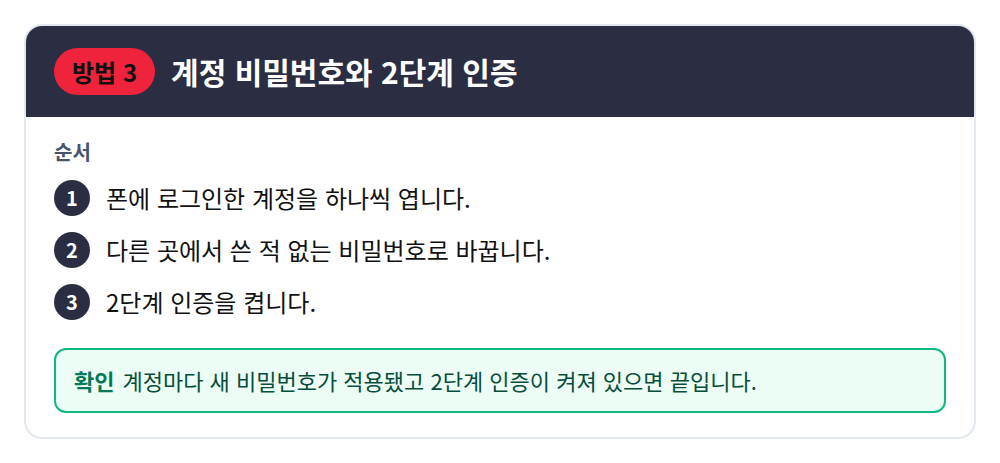 방법 3 계정 비밀번호와 2단계 인증
순서
1 폰에 로그인한 계정을 하나씩 엽니다.
2 다른 곳에서 쓴 적 없는 비밀번호로 바꿉니다.
3 2단계 인증을 켭니다.
확인 계정마다 새 비밀번호가 적용됐고 2단계 인증이 켜져 있으면 끝입니다.